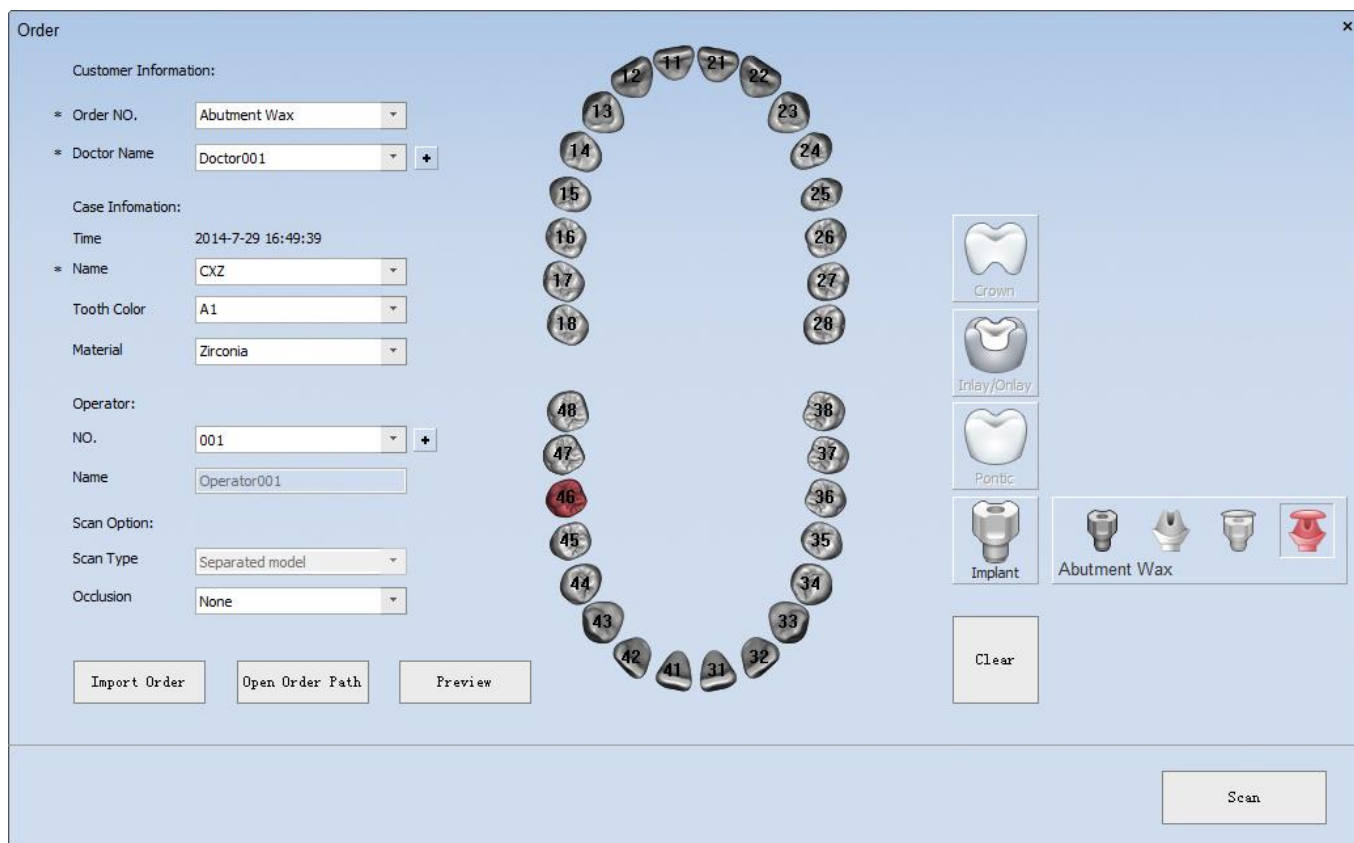 Order
×
Customer Information:
* Order NO. Abutment Wax
* Doctor Name Doctor001 +
Case Infomation:
Time 2014-7-29 16:49:39
* Name CXZ
Tooth Color A1
Material Zirconia
Operator:
NO. 001 +
Name Operator001
Scan Option:
Scan Type Separated model
Occlusion None
Import Order Open Order Path Preview
12 11 21 22
13 23
14 24
15 25
16 26
17 27
18 28
48 38
47 37
46 36
45 35
44 34
43 33
42 41 31 32
Crown
Inlay/Onlay
Pontic
Implant
Abutment Wax
Clear
Scan